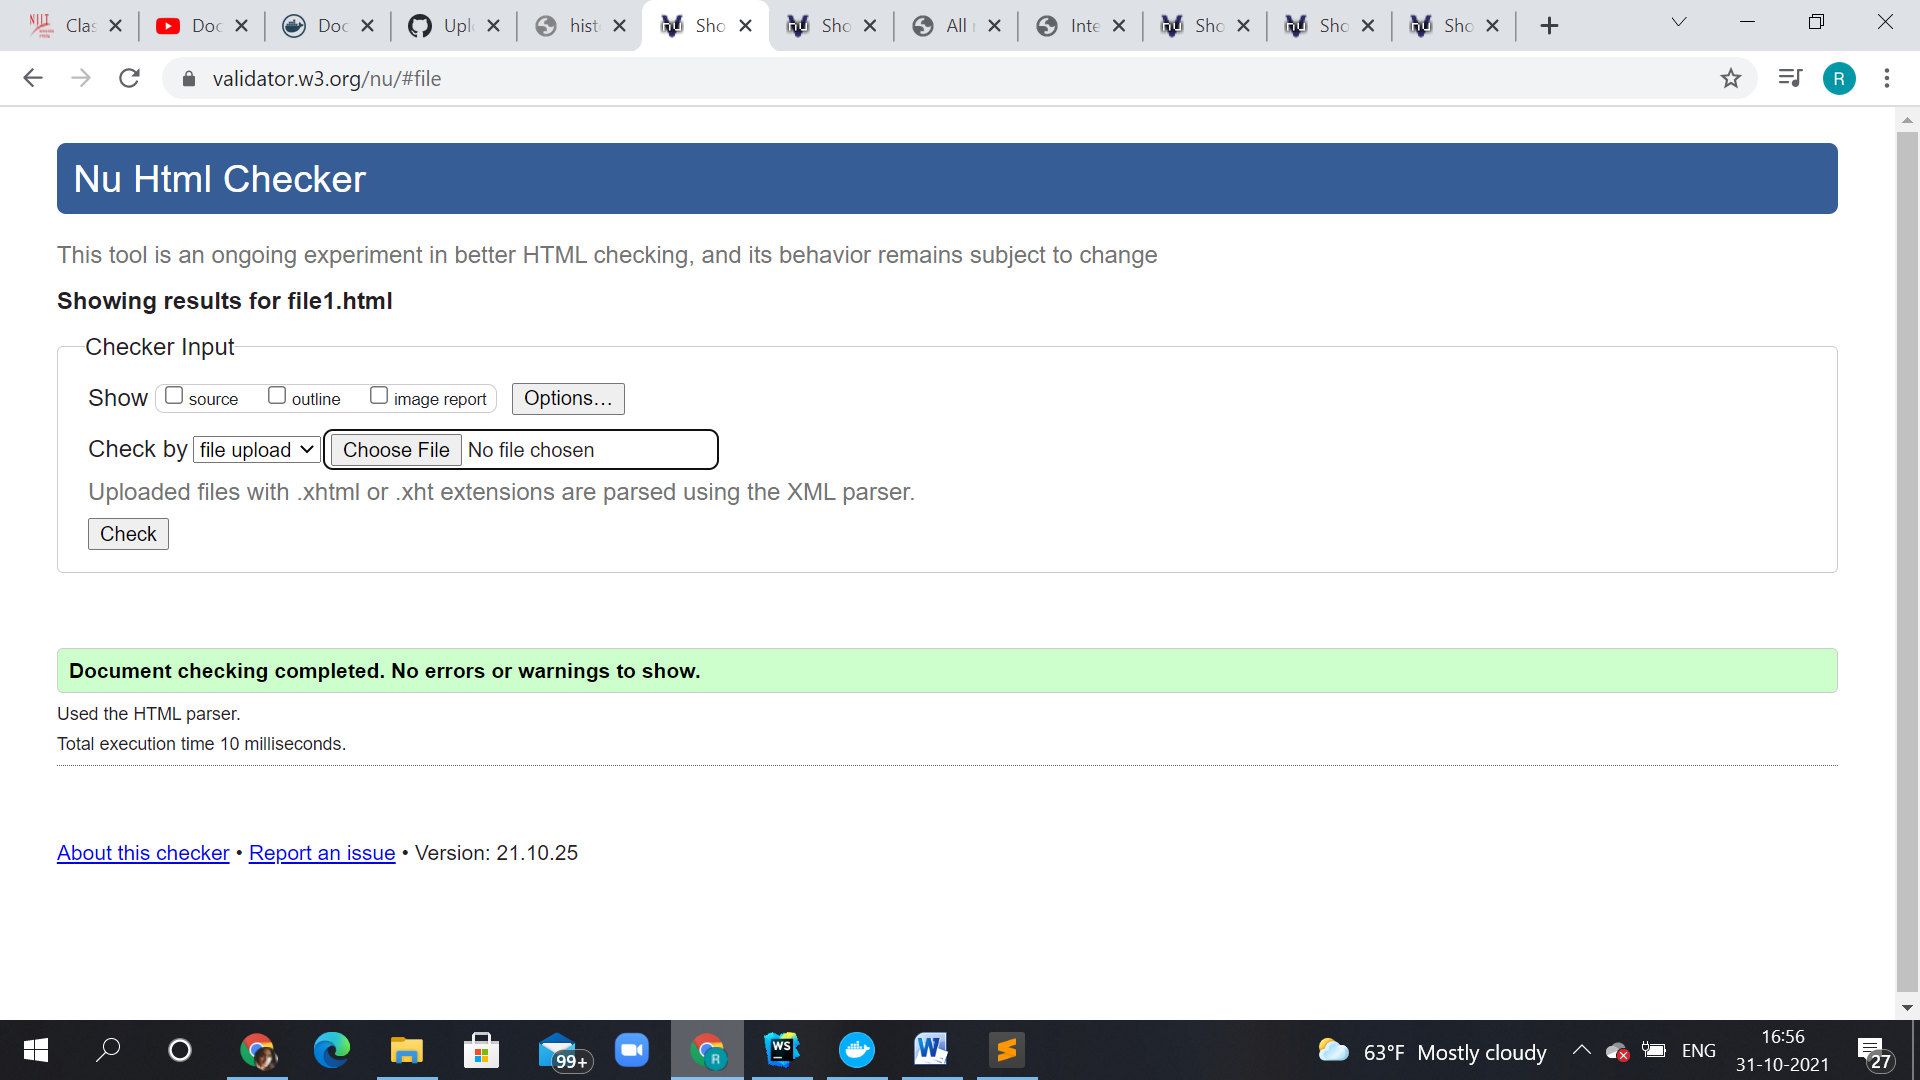 Clas Doc Doc Uplo histo Sho Sho All r Inte Sho Sho Sho
validator.w3.org/nu/#file R
Nu Html Checker
This tool is an ongoing experiment in better HTML checking, and its behavior remains subject to change
Showing results for file1.html
Checker Input
Show source outline image report Options...
Check by file upload Choose File No file chosen
Uploaded files with .xhtml or .xht extensions are parsed using the XML parser.
Check
Document checking completed. No errors or warnings to show.
Used the HTML parser.
Total execution time 10 milliseconds.
About this checker • Report an issue • Version: 21.10.25
99+ R WS W 63°F Mostly cloudy ENG 16:56
31-10-2021 27